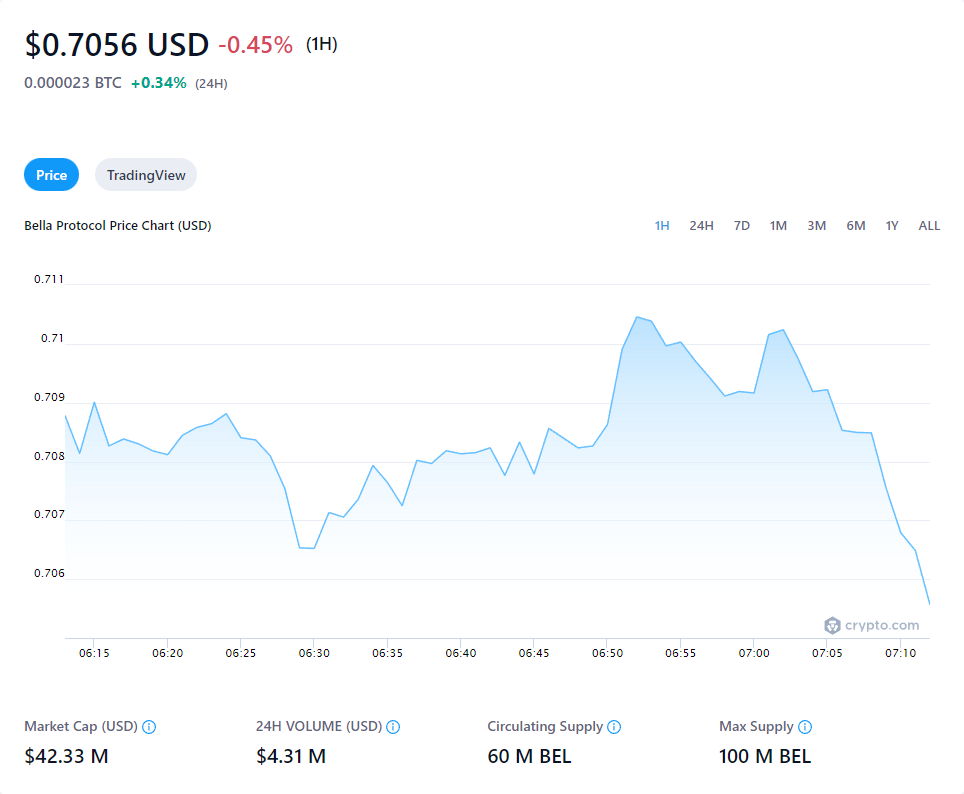 $0.7056 USD -0.45% (1H)
0.000023 BTC +0.34% (24H)
Price TradingView
Bella Protocol Price Chart (USD) 1H 24H 7D 1M 3M 6M 1Y ALL
0.711
0.71
0.709
0.708
0.707
0.706
crypto.com
06:15 06:20 06:25 06:30 06:35 06:40 06:45 06:50 06:55 07:00 07:05 07:10
Market Cap (USD) 24H VOLUME (USD) Circulating Supply Max Supply
$42.33 M $4.31 M 60 M BEL 100 M BEL